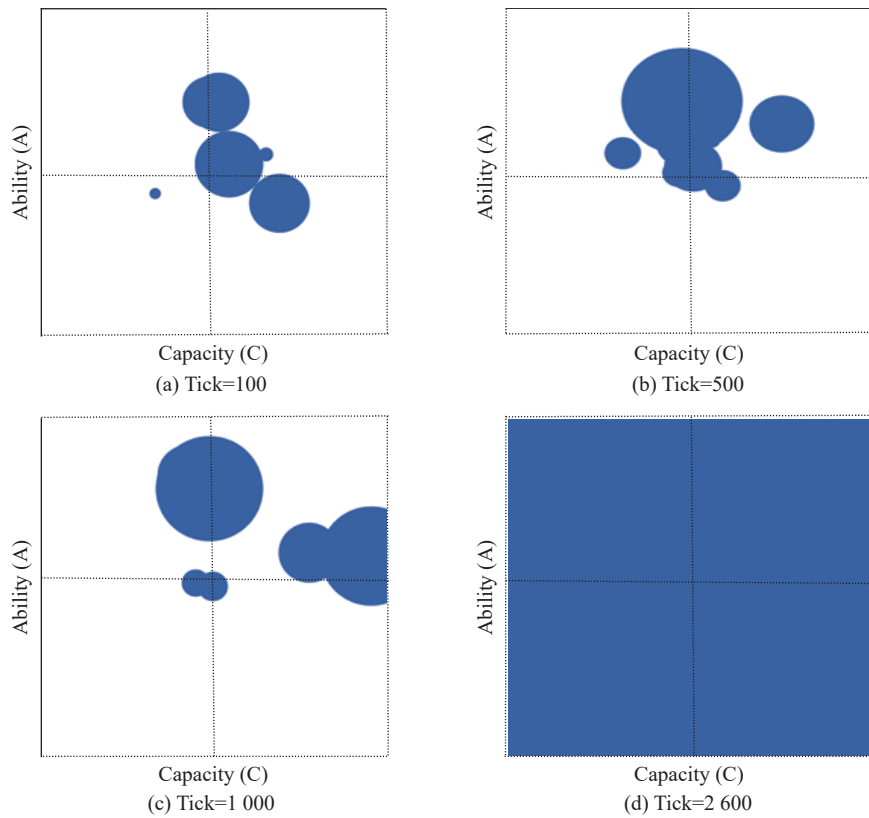 Ability (A)
Capacity (C)
(a) Tick=100
Ability (A)
Capacity (C)
(b) Tick=500
Ability (A)
Capacity (C)
(c) Tick=1 000
Ability (A)
Capacity (C)
(d) Tick=2 600